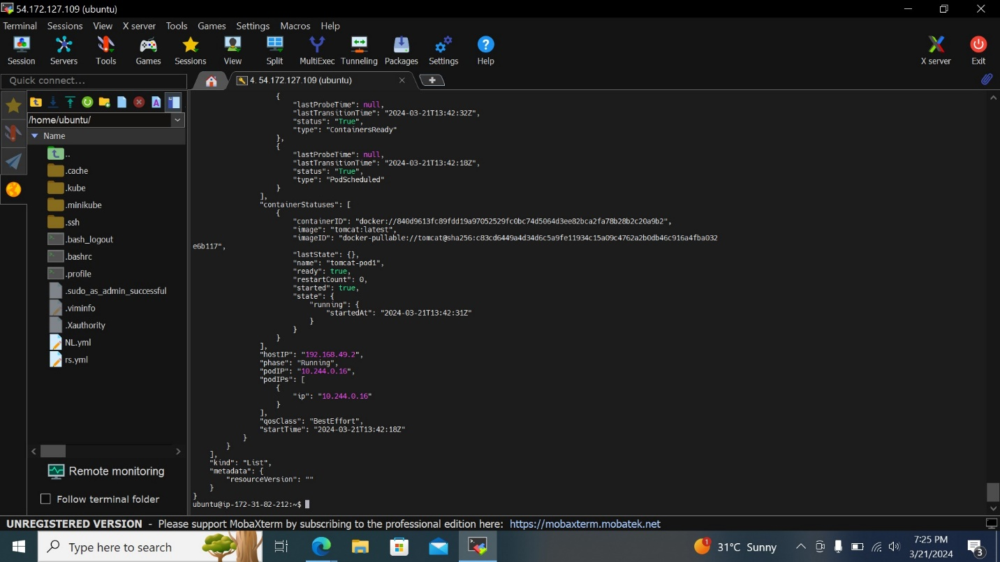 54.172.127.109 (ubuntu)
Terminal Sessions View X server Tools Games Settings Macros Help
Session Servers Tools Games Sessions View Split MultiExec Tunneling Packages Settings Help X server Exit
Quick connect...
4. 54.172.127.109 (ubuntu)
/home/ubuntu/
Name
..
.cache
.kube
.minikube
.ssh
.bash_logout
.bashrc
.profile
.sudo_as_admin_successful
.viminfo
.Xauthority
NL.yml
rs.yml
Remote monitoring
Follow terminal folder
{
"lastProbeTime": null,
"lastTransitionTime": "2024-03-21T13:42:32Z",
"status": "True",
"type": "ContainersReady"
},
{
"lastProbeTime": null,
"lastTransitionTime": "2024-03-21T13:42:18Z",
"status": "True",
"type": "PodScheduled"
}
],
"containerStatuses": [
{
"containerID": "docker://840d9613fc89fdd19a97052529fc0bc74d5064d3ee82bca2fa78b28b2c20a9b2",
"image": "tomcat:latest",
"imageID": "docker-pullable://tomcat@sha256:c83cd6449a4d34d6c5a9fe11934c15a09c4762a2b0db46c916a4fba032
e6b117",
"lastState": {},
"name": "tomcat-pod1",
"ready": true,
"restartCount": 0,
"started": true,
"state": {
"running": {
"startedAt": "2024-03-21T13:42:31Z"
}
}
}
],
"hostIP": "192.168.49.2",
"phase": "Running",
"podIP": "10.244.0.16",
"podIPs": [
{
"ip": "10.244.0.16"
}
],
"qosClass": "BestEffort",
"startTime": "2024-03-21T13:42:18Z"
}
}
],
"kind": "List",
"metadata": {
"resourceVersion": ""
}
}
ubuntu@ip-172-31-82-212:~$
UNREGISTERED VERSION - Please support MobaXterm by subscribing to the professional edition here: https://mobaxterm.mobatek.net
Type here to search
1
31°C Sunny
7:25 PM
3/21/2024
3